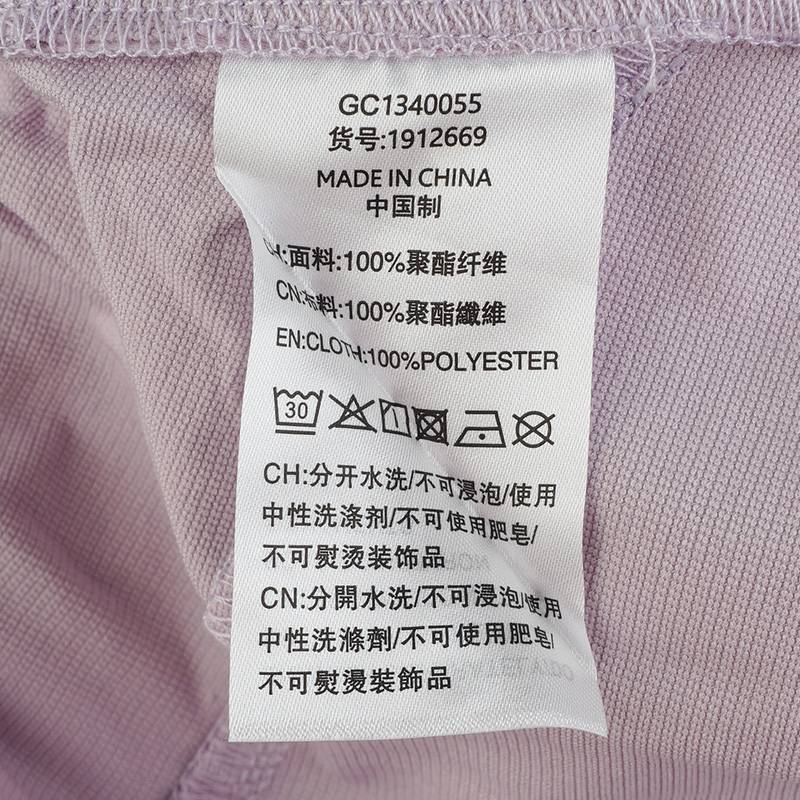 GC1340055
货号:1912669
MADE IN CHINA
中国制
CH:面料:100%聚酯纤维
CN:布料:100%聚酯纖維
EN:CLOTH:100%POLYESTER
30
CH:分开水洗/不可浸泡/使用
中性洗涤剂/不可使用肥皂/
不可熨烫装饰品
CN:分開水洗/不可浸泡/使用
中性洗滌劑/不可使用肥皂/
不可熨燙裝飾品